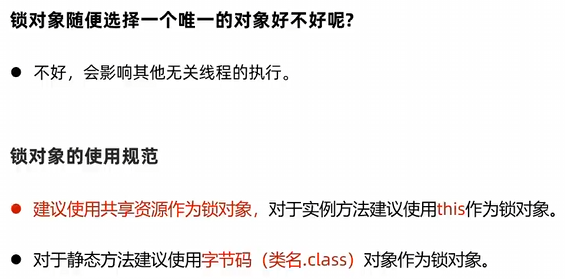 锁对象随便选择一个唯一的对象好不好呢?
● 不好，会影响其他无关线程的执行。
锁对象的使用规范
● 建议使用共享资源作为锁对象，对于实例方法建议使用this作为锁对象。
● 对于静态方法建议使用字节码（类名.class）对象作为锁对象。